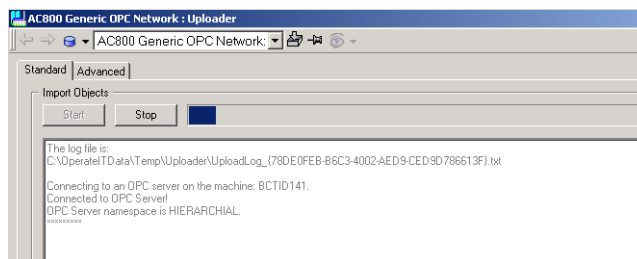 AC800 Generic OPC Network : Uploader
AC800 Generic OPC Network:
Standard Advanced
Import Objects
Start Stop
The log file is:
C:\OperateITData\Temp\Uploader\UploadLog_{78DE0FEB-B6C3-4002-AED9-CED9D786613F}.txt
Connecting to an OPC server on the machine: BCTID141.
Connected to OPC Server!
OPC Server namespace is HIERARCHIAL.
*********